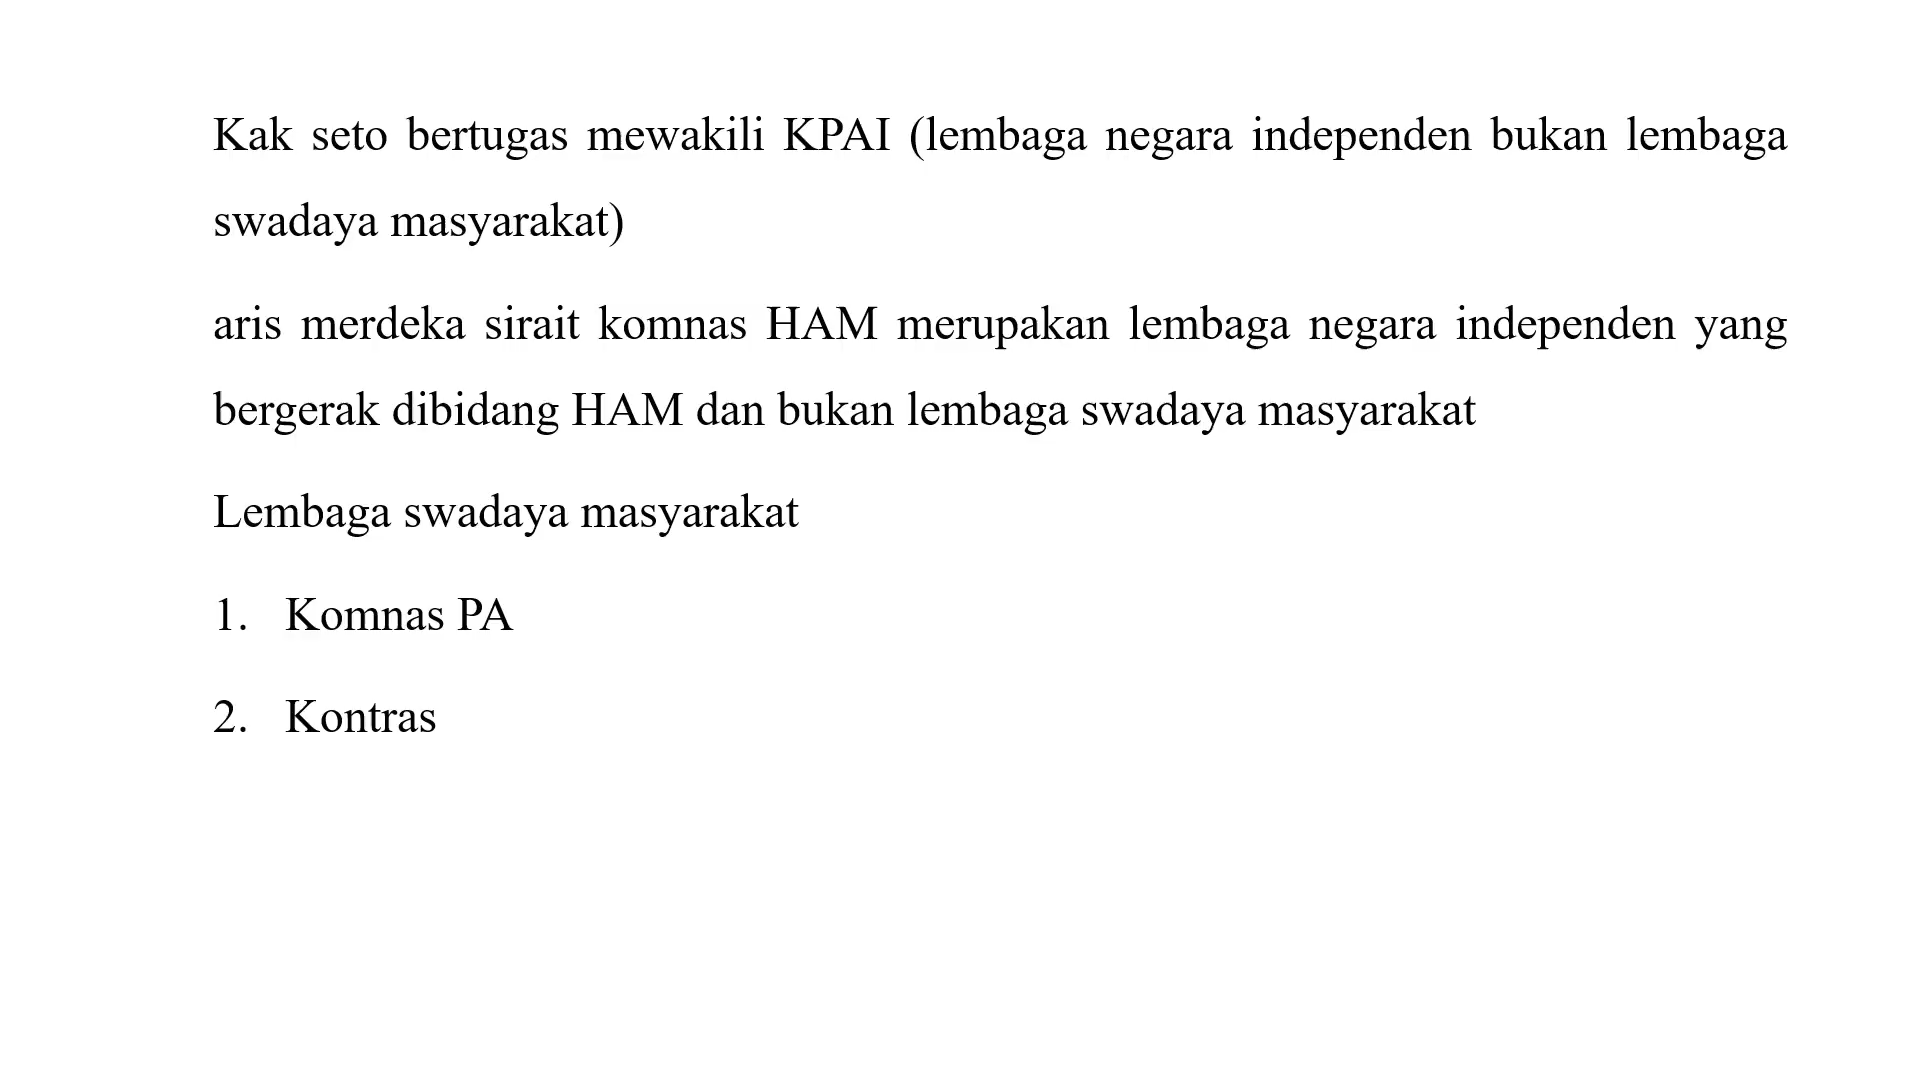 Kak seto bertugas mewakili KPAI (lembaga negara independen bukan lembaga
swadaya masyarakat)
aris merdeka sirait komnas HAM merupakan lembaga negara independen yang
bergerak dibidang HAM dan bukan lembaga swadaya masyarakat
Lembaga swadaya masyarakat
1. Komnas PA
2. Kontras